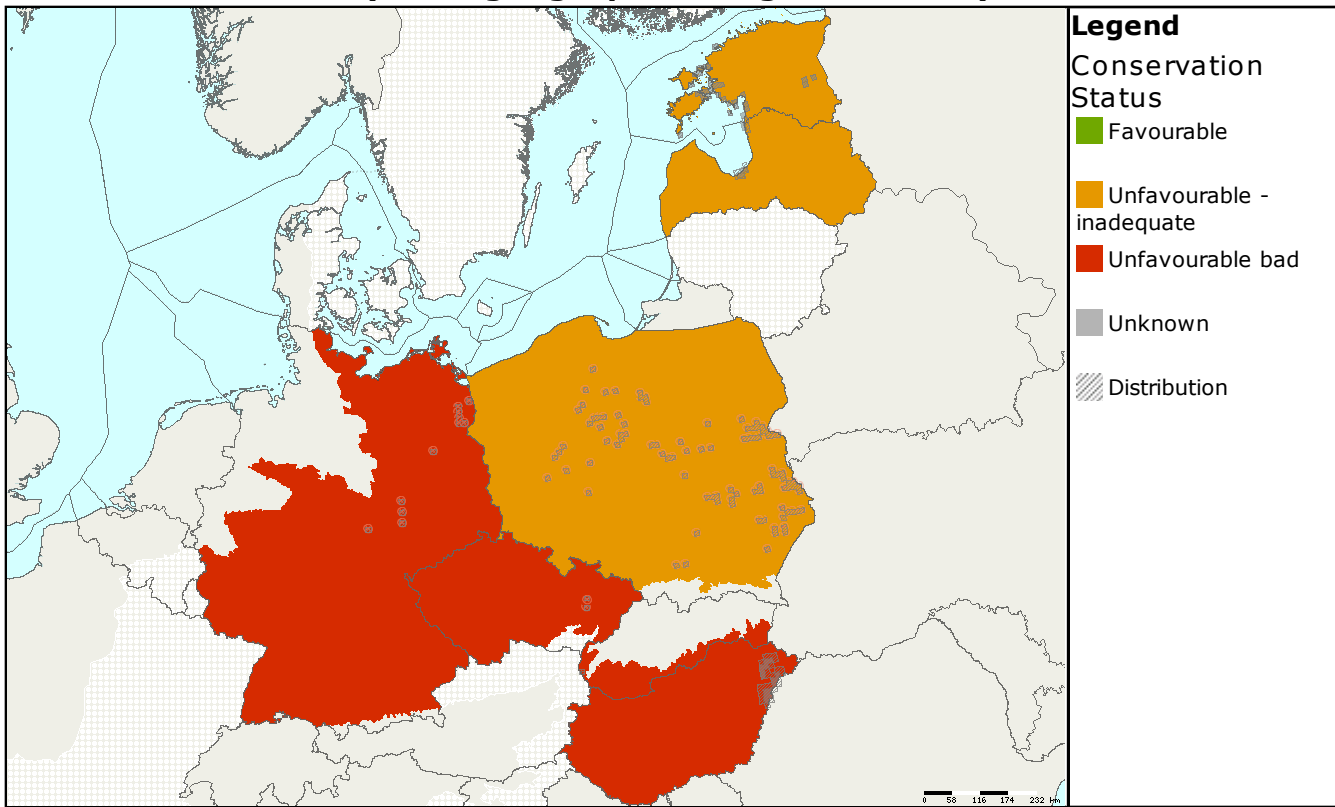 Legend
Conservation
Status
Favourable
Unfavourable -
inadequate
Unfavourable bad
Unknown
Distribution
0 58 116 174 232 km